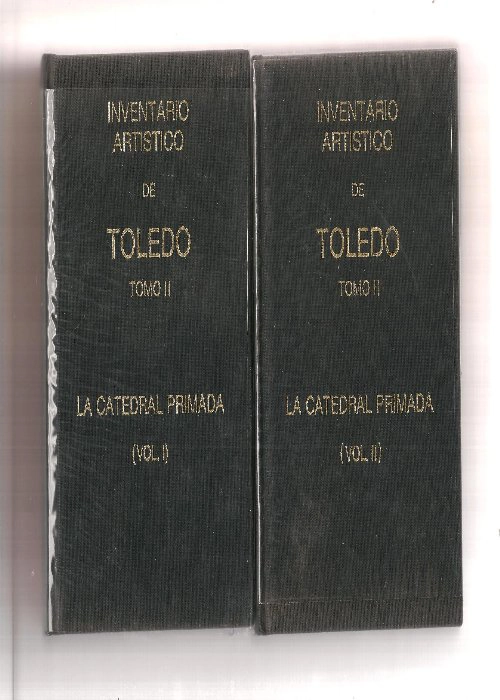 INVENTARIO
ARTISTICO
DE
TOLEDO
TOMO II
LA CATEDRAL PRIMADA
(VOL. I)
INVENTARIO
ARTISTICO
DE
TOLEDO
TOMO II
LA CATEDRAL PRIMADA
(VOL. II)